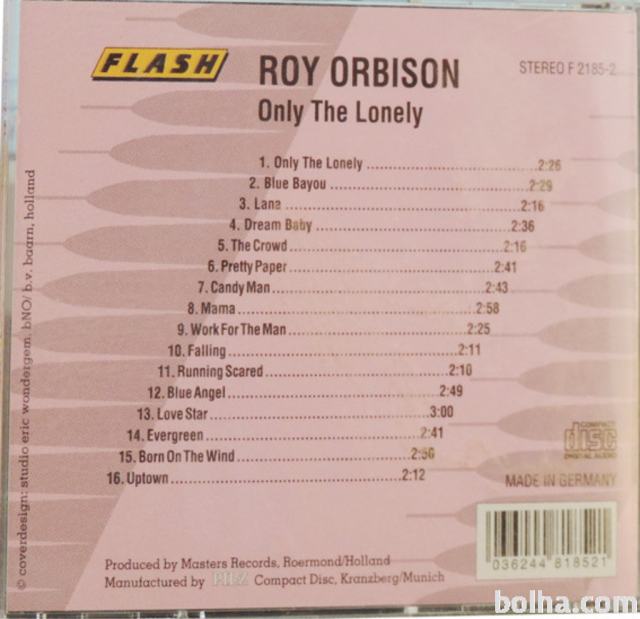 FLASH
ROY ORBISON
STEREO F 2185-2
Only The Lonely
1. Only The Lonely 2:26
2. Blue Bayou 2:29
3. Lana 2:16
4. Dream Baby 2:36
5. The Crowd 2:16
6. Pretty Paper 2:41
7. Candy Man 2:43
8. Mama 2:58
9. Work For The Man 2:25
10. Falling 2:11
11. Running Scared 2:10
12. Blue Angel 2:49
13. Love Star 3:00
14. Evergreen 2:41
15. Born On The Wind 2:50
16. Uptown 2:12
COMPACT
disc
DIGITAL AUDIO
MADE IN GERMANY
Produced by Masters Records, Roermond/Holland
Manufactured by PILZ Compact Disc, Kranzberg/Munich
036244 818521
© coverdesign: studio eric wondergem. bNO/ b.v. baarn, holland
bolha.com